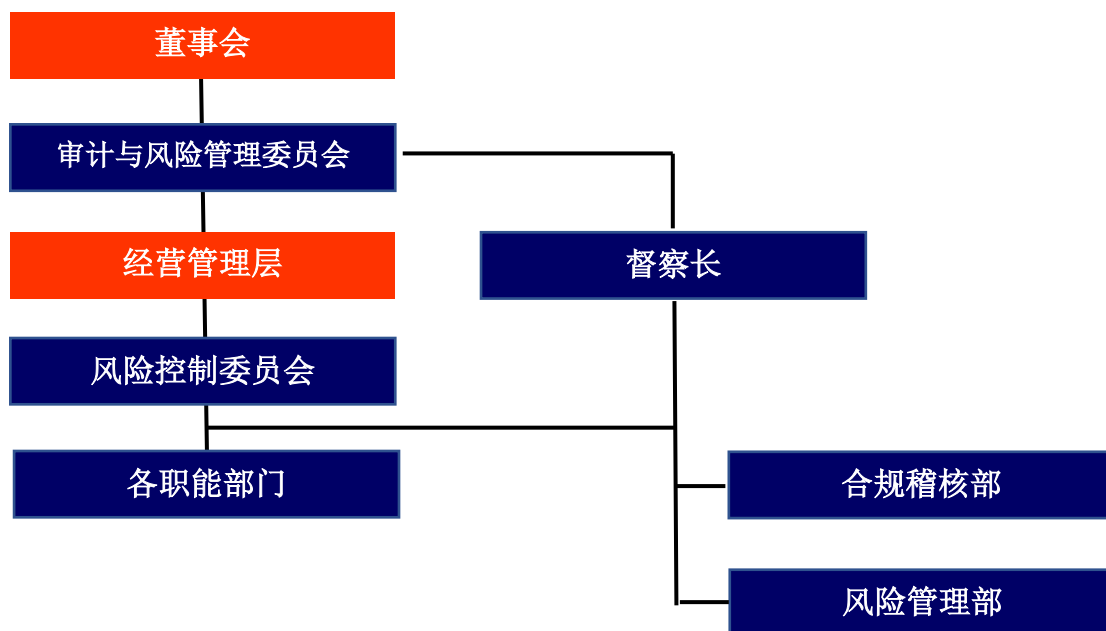 董事会
审计与风险管理委员会
经营管理层
督察长
风险控制委员会
各职能部门
合规稽核部
风险管理部